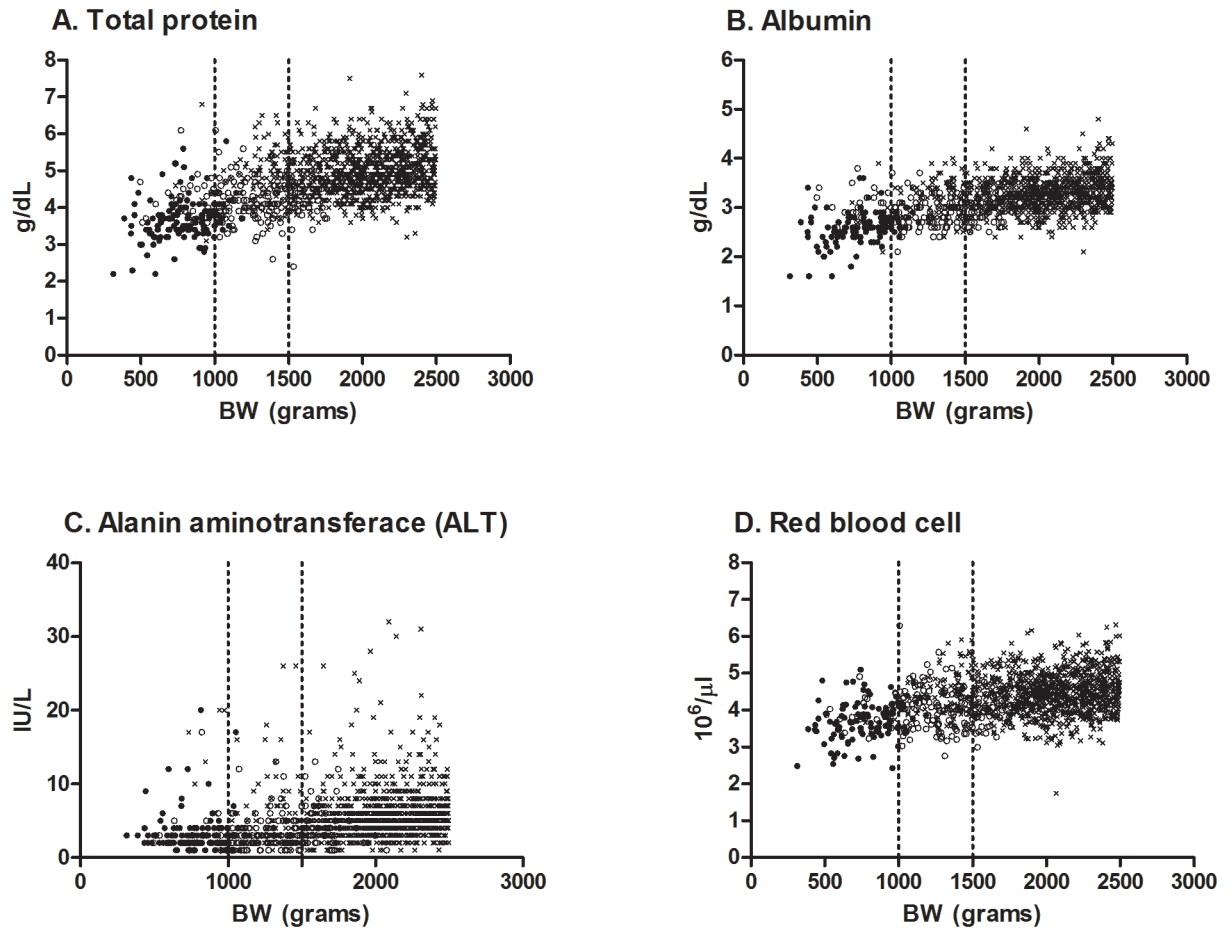 A. Total protein
8
7
6
5
4
3
2
1
0
g/dL
0 500 1000 1500 2000 2500 3000
BW (grams)
B. Albumin
6
5
4
3
2
1
0
g/dL
0 500 1000 1500 2000 2500 3000
BW (grams)
C. Alanin aminotransferace (ALT)
40
30
20
10
0
IU/L
0 1000 2000 3000
BW (grams)
D. Red blood cell
8
7
6
5
4
3
2
1
0
10⁶/µl
0 500 1000 1500 2000 2500 3000
BW (grams)